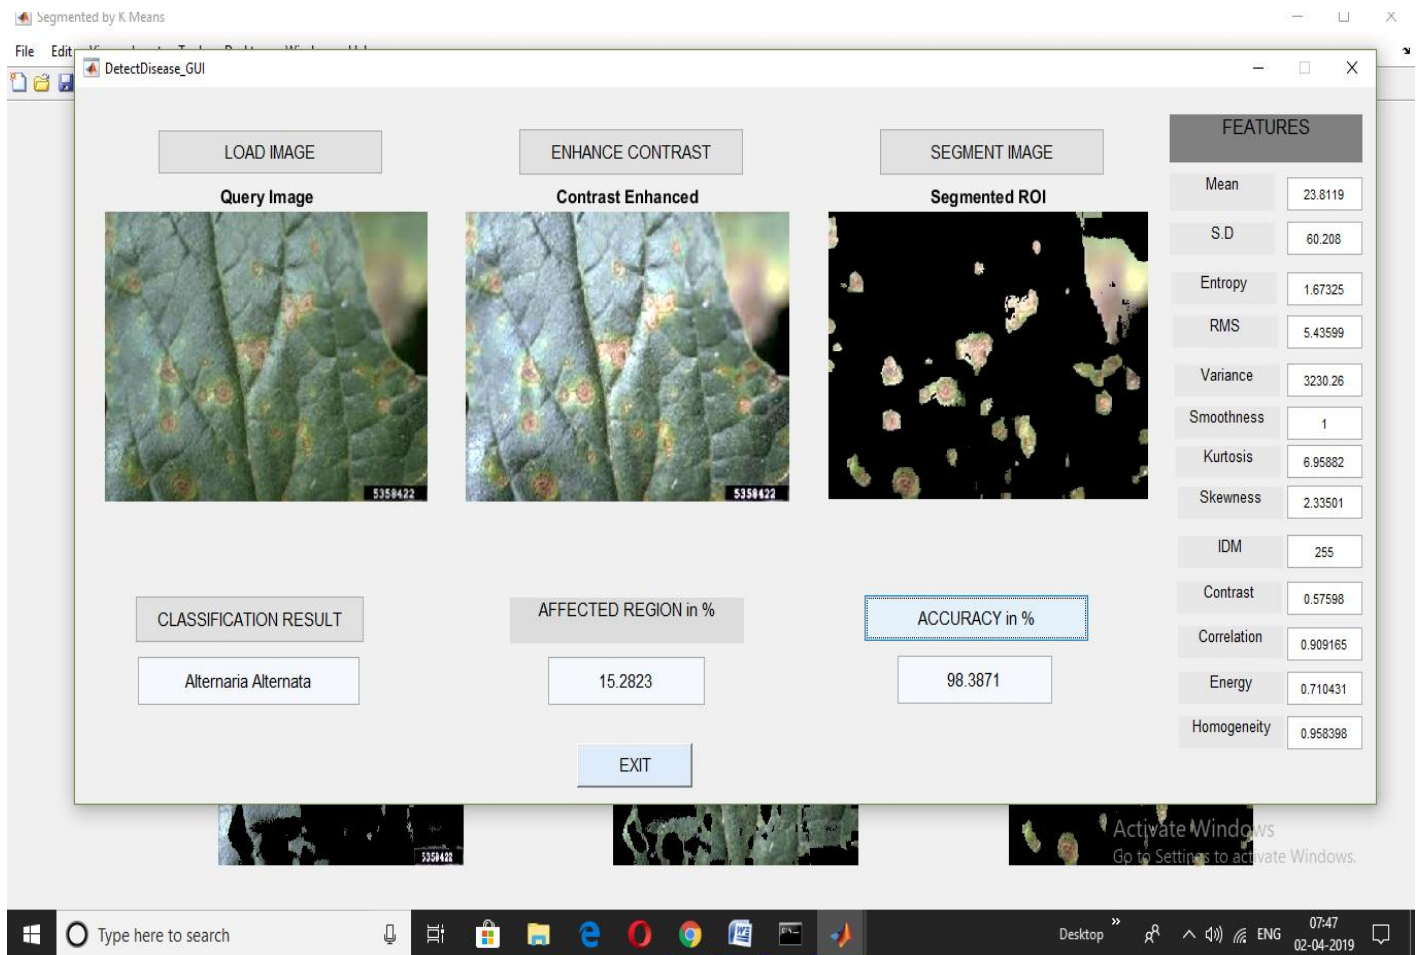 Segmented by K Means
File Edit
DetectDisease_GUI
LOAD IMAGE
ENHANCE CONTRAST
SEGMENT IMAGE
FEATURES
Query Image
Contrast Enhanced
Segmented ROI
Mean 23.8119
S.D 60.208
Entropy 1.67325
RMS 5.43599
Variance 3230.26
Smoothness 1
Kurtosis 6.95882
Skewness 2.33501
IDM 255
Contrast 0.57598
Correlation 0.909165
Energy 0.710431
Homogeneity 0.958398
5359422
5359422
CLASSIFICATION RESULT
AFFECTED REGION in %
ACCURACY in %
Alternaria Alternata
15.2823
98.3871
EXIT
5359422
Activate Windows
Go to Settings to activate Windows.
Type here to search
Desktop
ENG
07:47
02-04-2019